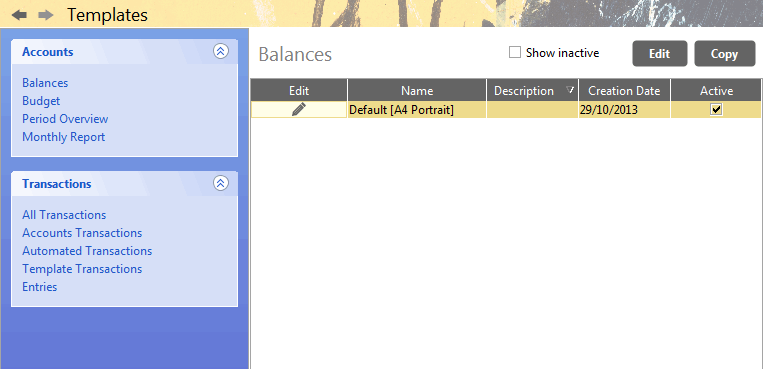 Templates
Accounts
Balances
Budget
Period Overview
Monthly Report
Transactions
All Transactions
Accounts Transactions
Automated Transactions
Template Transactions
Entries
Balances
Show inactive
Edit
Copy
Edit Name Description Creation Date Active
Default [A4 Portrait] 29/10/2013